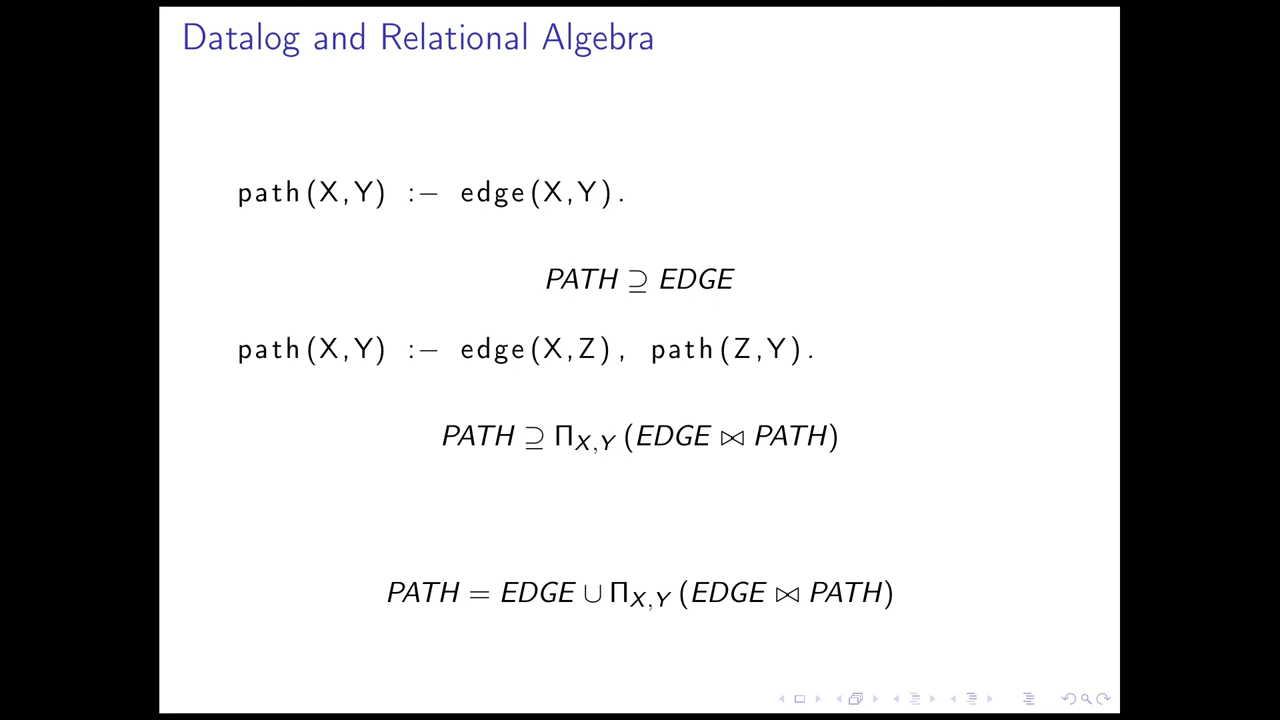 Datalog and Relational Algebra
path(X,Y) :− edge(X,Y).
PATH ⊇ EDGE
path(X,Y) :− edge(X,Z), path(Z,Y).
PATH ⊇ Π_{X,Y} (EDGE ⋈ PATH)
PATH = EDGE ∪ Π_{X,Y} (EDGE ⋈ PATH)